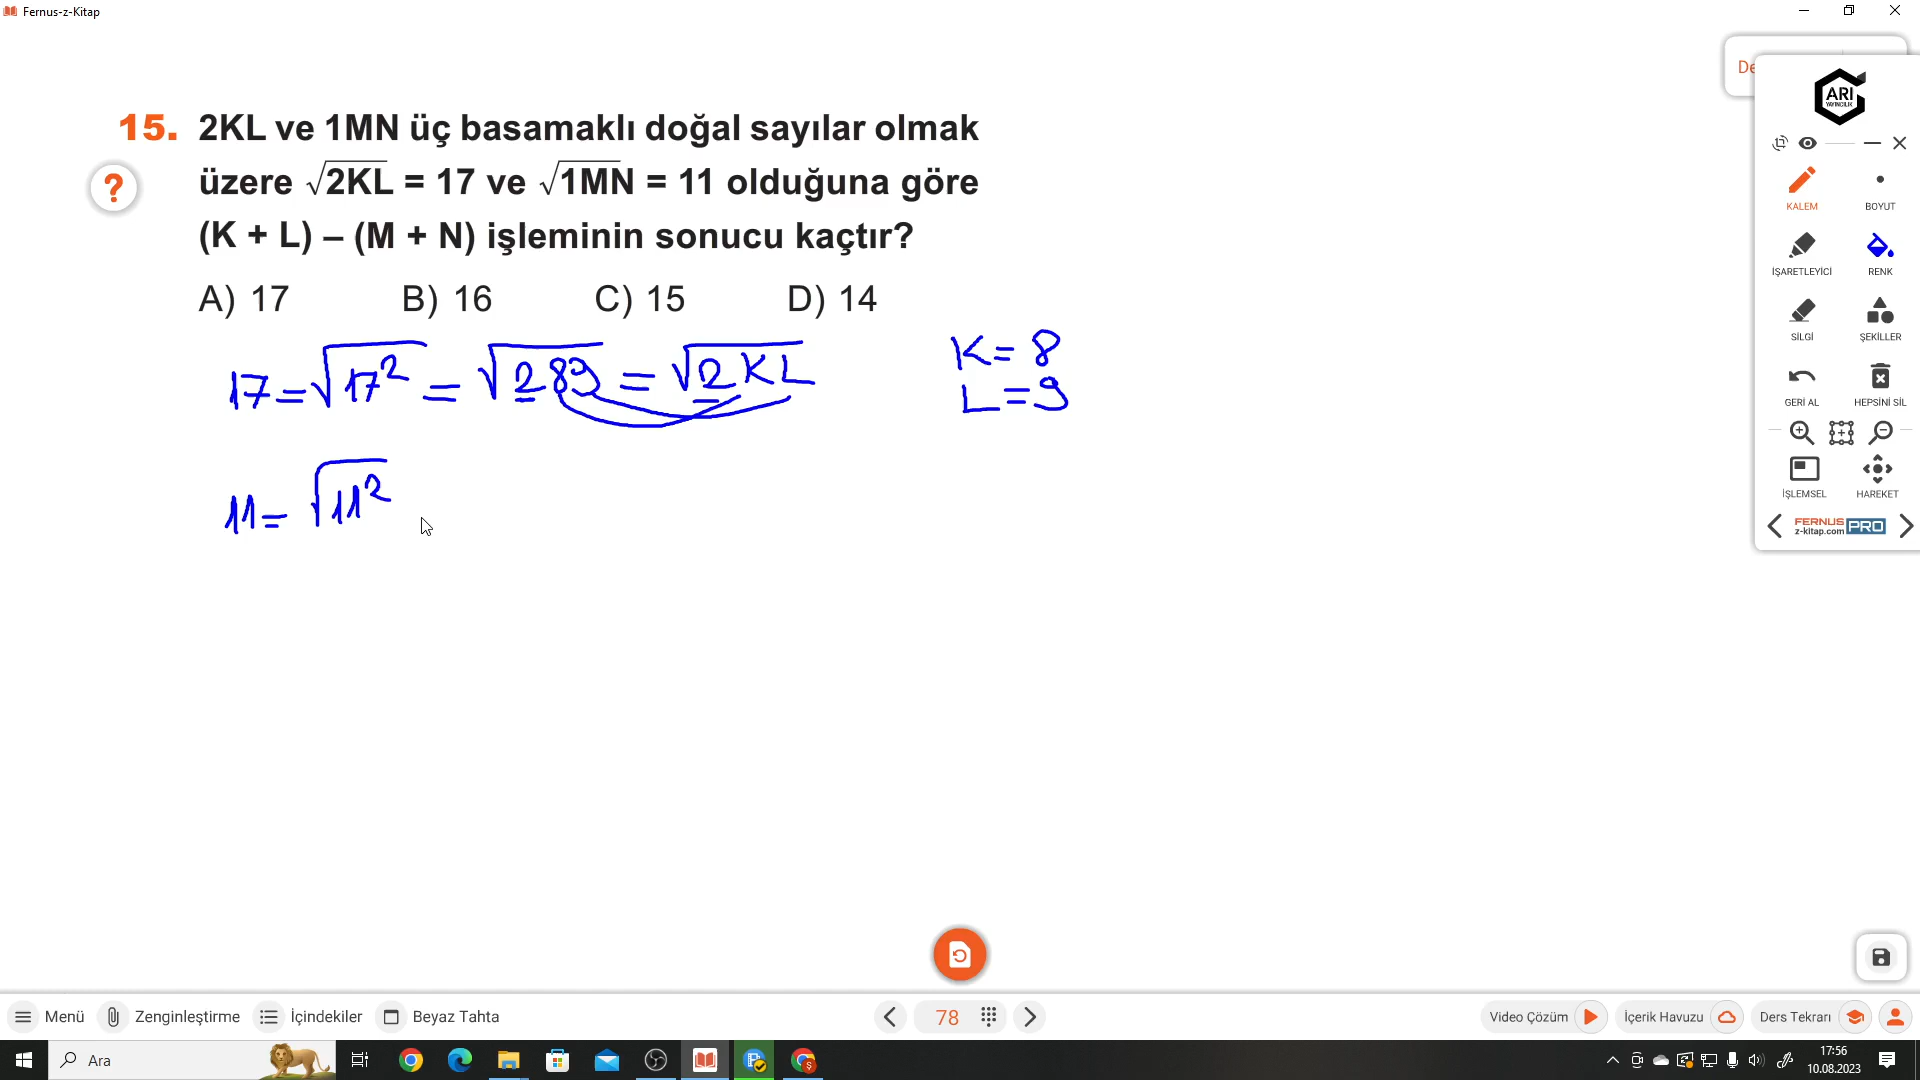 Fernus-z-Kitap
De
ARI
YAYINCILIK
15. 2KL ve 1MN üç basamaklı doğal sayılar olmak
üzere √2KL = 17 ve √1MN = 11 olduğuna göre
(K + L) – (M + N) işleminin sonucu kaçtır?
?
A) 17 B) 16 C) 15 D) 14
17 = √17² = √289 = √2KL
K = 8
L = 9
11 = √11²
KALEM BOYUT
İŞARETLEYİCİ RENK
SİLGİ ŞEKİLLER
GERİ AL HEPSİNİ SİL
İŞLEMSEL HAREKET
FERNUS PRO
z-kitap.com
Menü Zenginleştirme İçindekiler Beyaz Tahta 78 Video Çözüm İçerik Havuzu Ders Tekrarı
Ara
17:56
10.08.2023